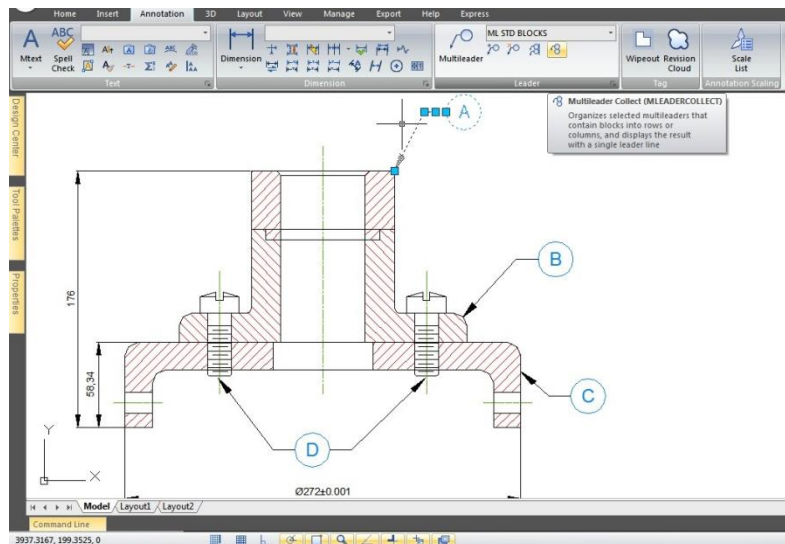 Home Insert Annotation 3D Layout View Manage Export Help Express
ML STD BLOCKS
Mtext
Spell Check
Dimension
Multileader
Wipeout
Revision Cloud
Scale List
Text
Dimension
Leader
Tag
Annotation Scaling
Multileader Collect (MLEADERCOLLECT)
Organizes selected multileaders that
contain blocks into rows or
columns, and displays the result
with a single leader line
Design Center
Tool Palettes
Properties
A
B
176
58,34
C
D
Y
X
Ø272±0.001
Model Layout1 Layout2
Command Line
3937.3167, 199.3525, 0